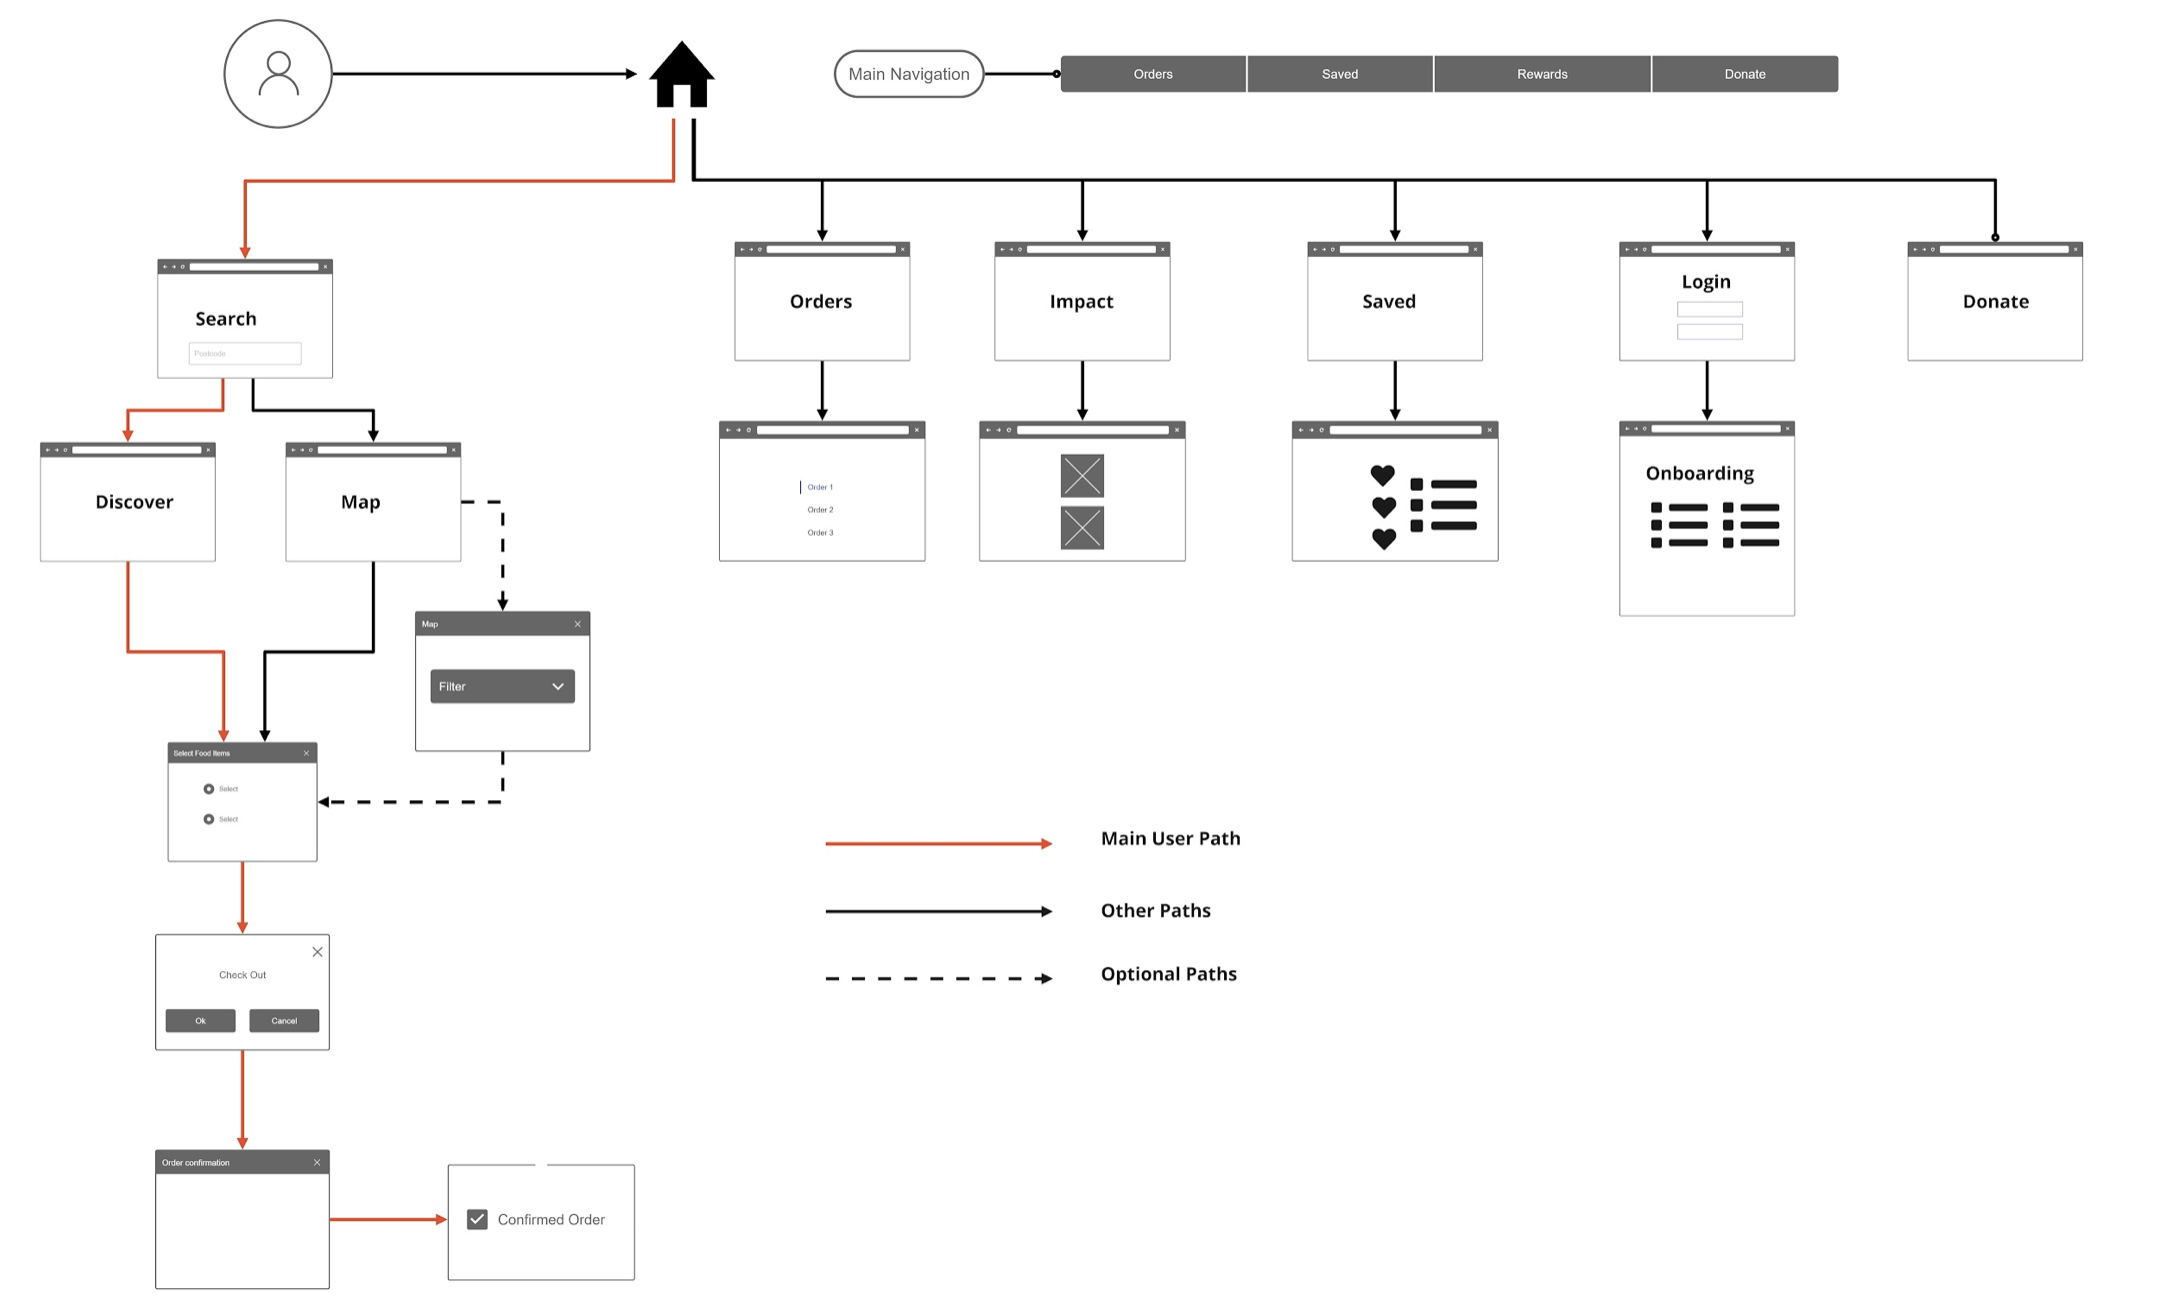 Main Navigation
Orders
Saved
Rewards
Donate
Search
Postcode
Orders
Impact
Saved
Login
Donate
Discover
Map
Order 1
Order 2
Order 3
Onboarding
Map
Filter
Select Food Items
Select
Select
Main User Path
Other Paths
Optional Paths
Check Out
Ok
Cancel
Order confirmation
Confirmed Order